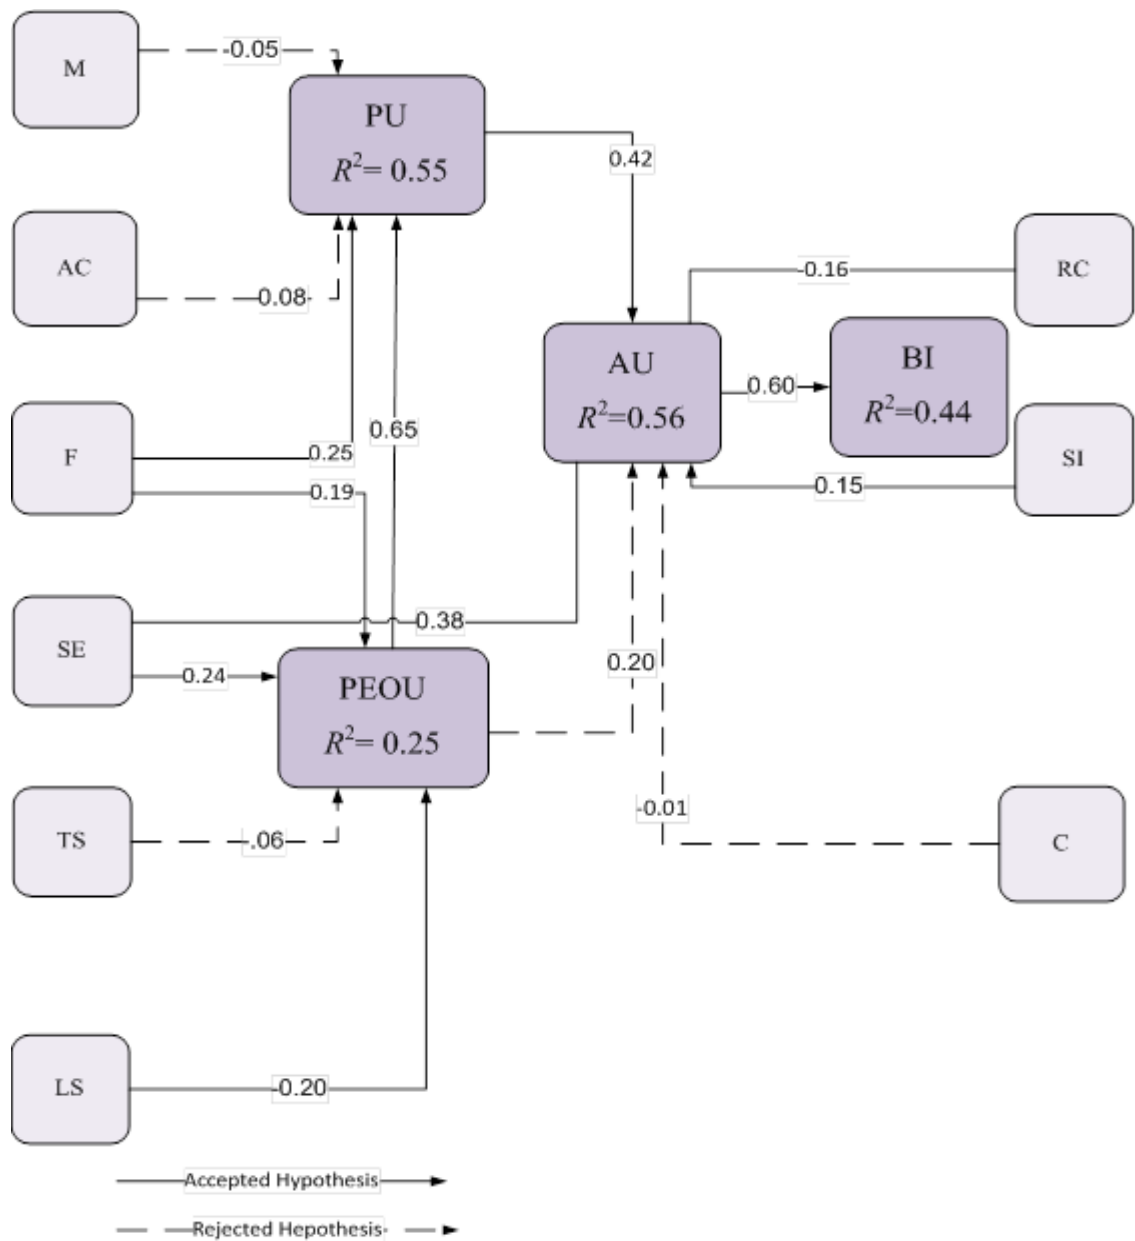 M
-0.05
PU
R²= 0.55
0.42
AC
0.08
RC
-0.16
AU
R²=0.56
0.60
BI
R²=0.44
F
0.25
0.65
0.19
SI
0.15
SE
0.38
0.24
PEOU
R²= 0.25
0.20
TS
.06
-0.01
C
LS
-0.20
Accepted Hypothesis
Rejected Hepothesis